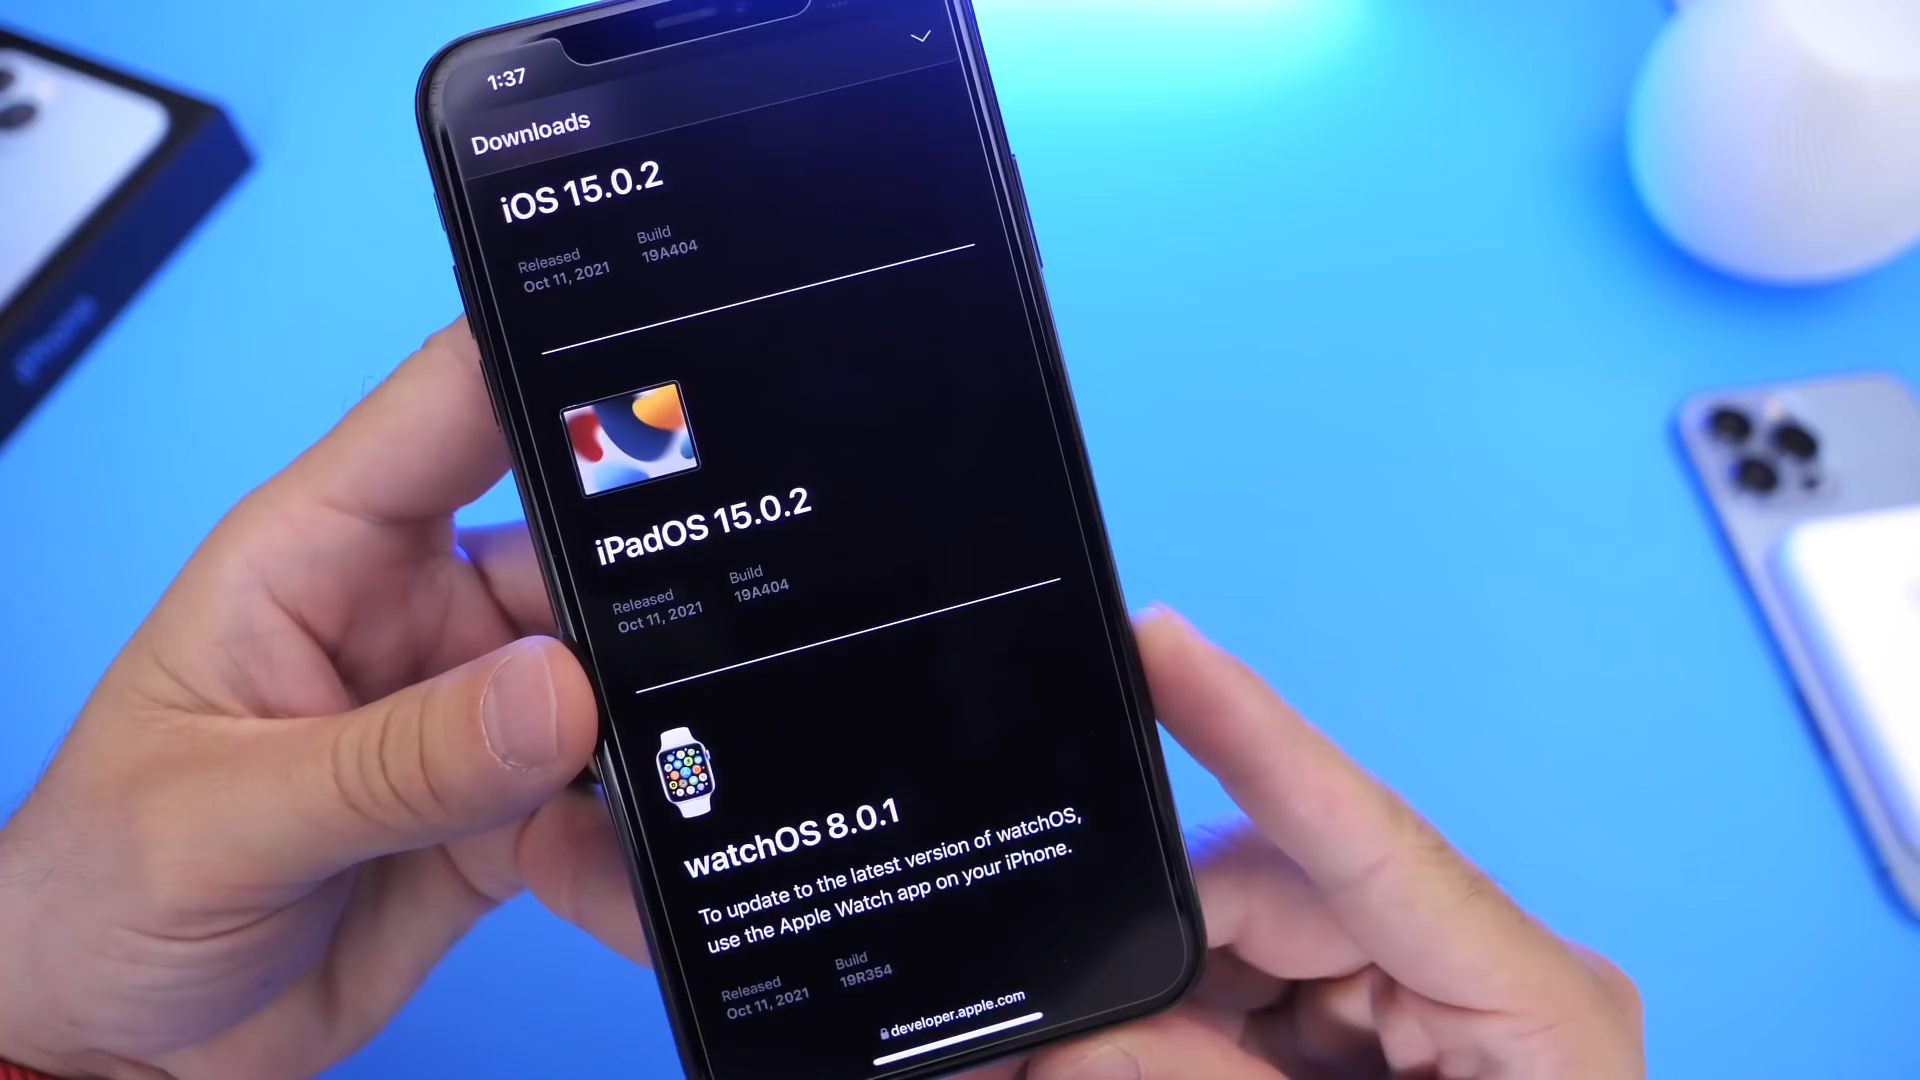 1:37
Downloads
iOS 15.0.2
Released
Oct 11, 2021
Build
19A404
iPadOS 15.0.2
Released
Oct 11, 2021
Build
19A404
watchOS 8.0.1
To update to the latest version of watchOS,
use the Apple Watch app on your iPhone.
Released
Oct 11, 2021
Build
19R354
developer.apple.com
iPhone